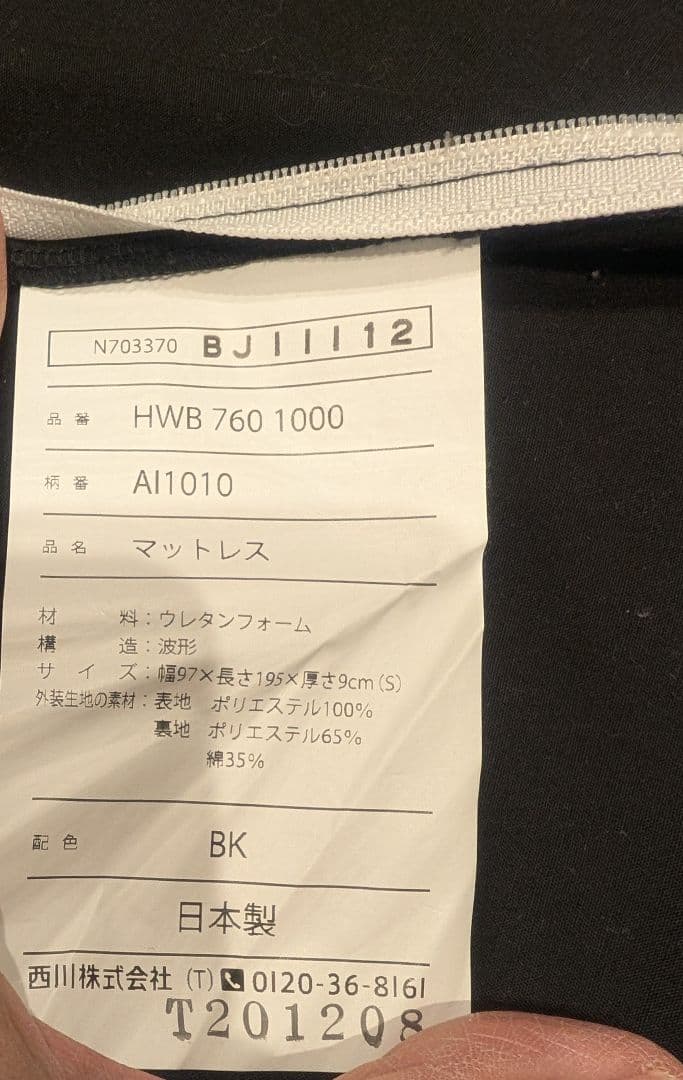 N703370 BJ11112
品番 HWB 760 1000
柄番 AI1010
品名 マットレス
材料：ウレタンフォーム
構造：波形
サイズ：幅97×長さ195×厚さ9cm（S）
外装生地の素材：表地 ポリエステル100%
裏地 ポリエステル65%
綿35%
配色 BK
日本製
西川株式会社（T）0120-36-8161
T201208